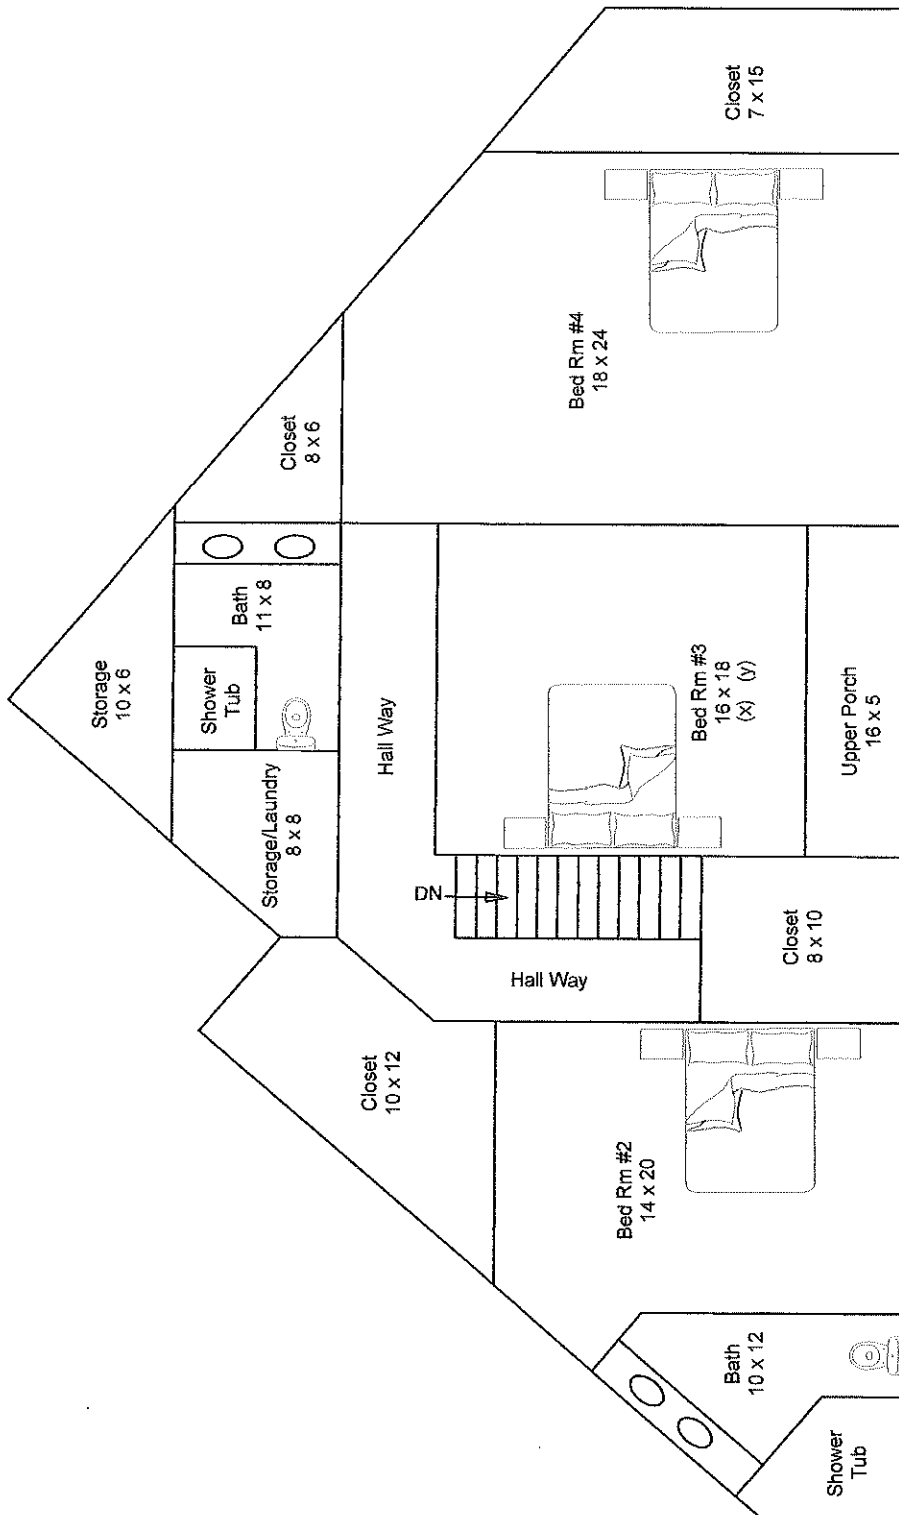 Closet
7 x 15
Bed Rm #4
18 x 24
Closet
8 x 6
Storage
10 x 6
Bath
11 x 8
Shower
Tub
Storage/Laundry
8 x 8
Hall Way
Bed Rm #3
16 x 18
(x) (y)
Upper Porch
16 x 5
DN
Hall Way
Closet
8 x 10
Closet
10 x 12
Bed Rm #2
14 x 20
Bath
10 x 12
Shower
Tub